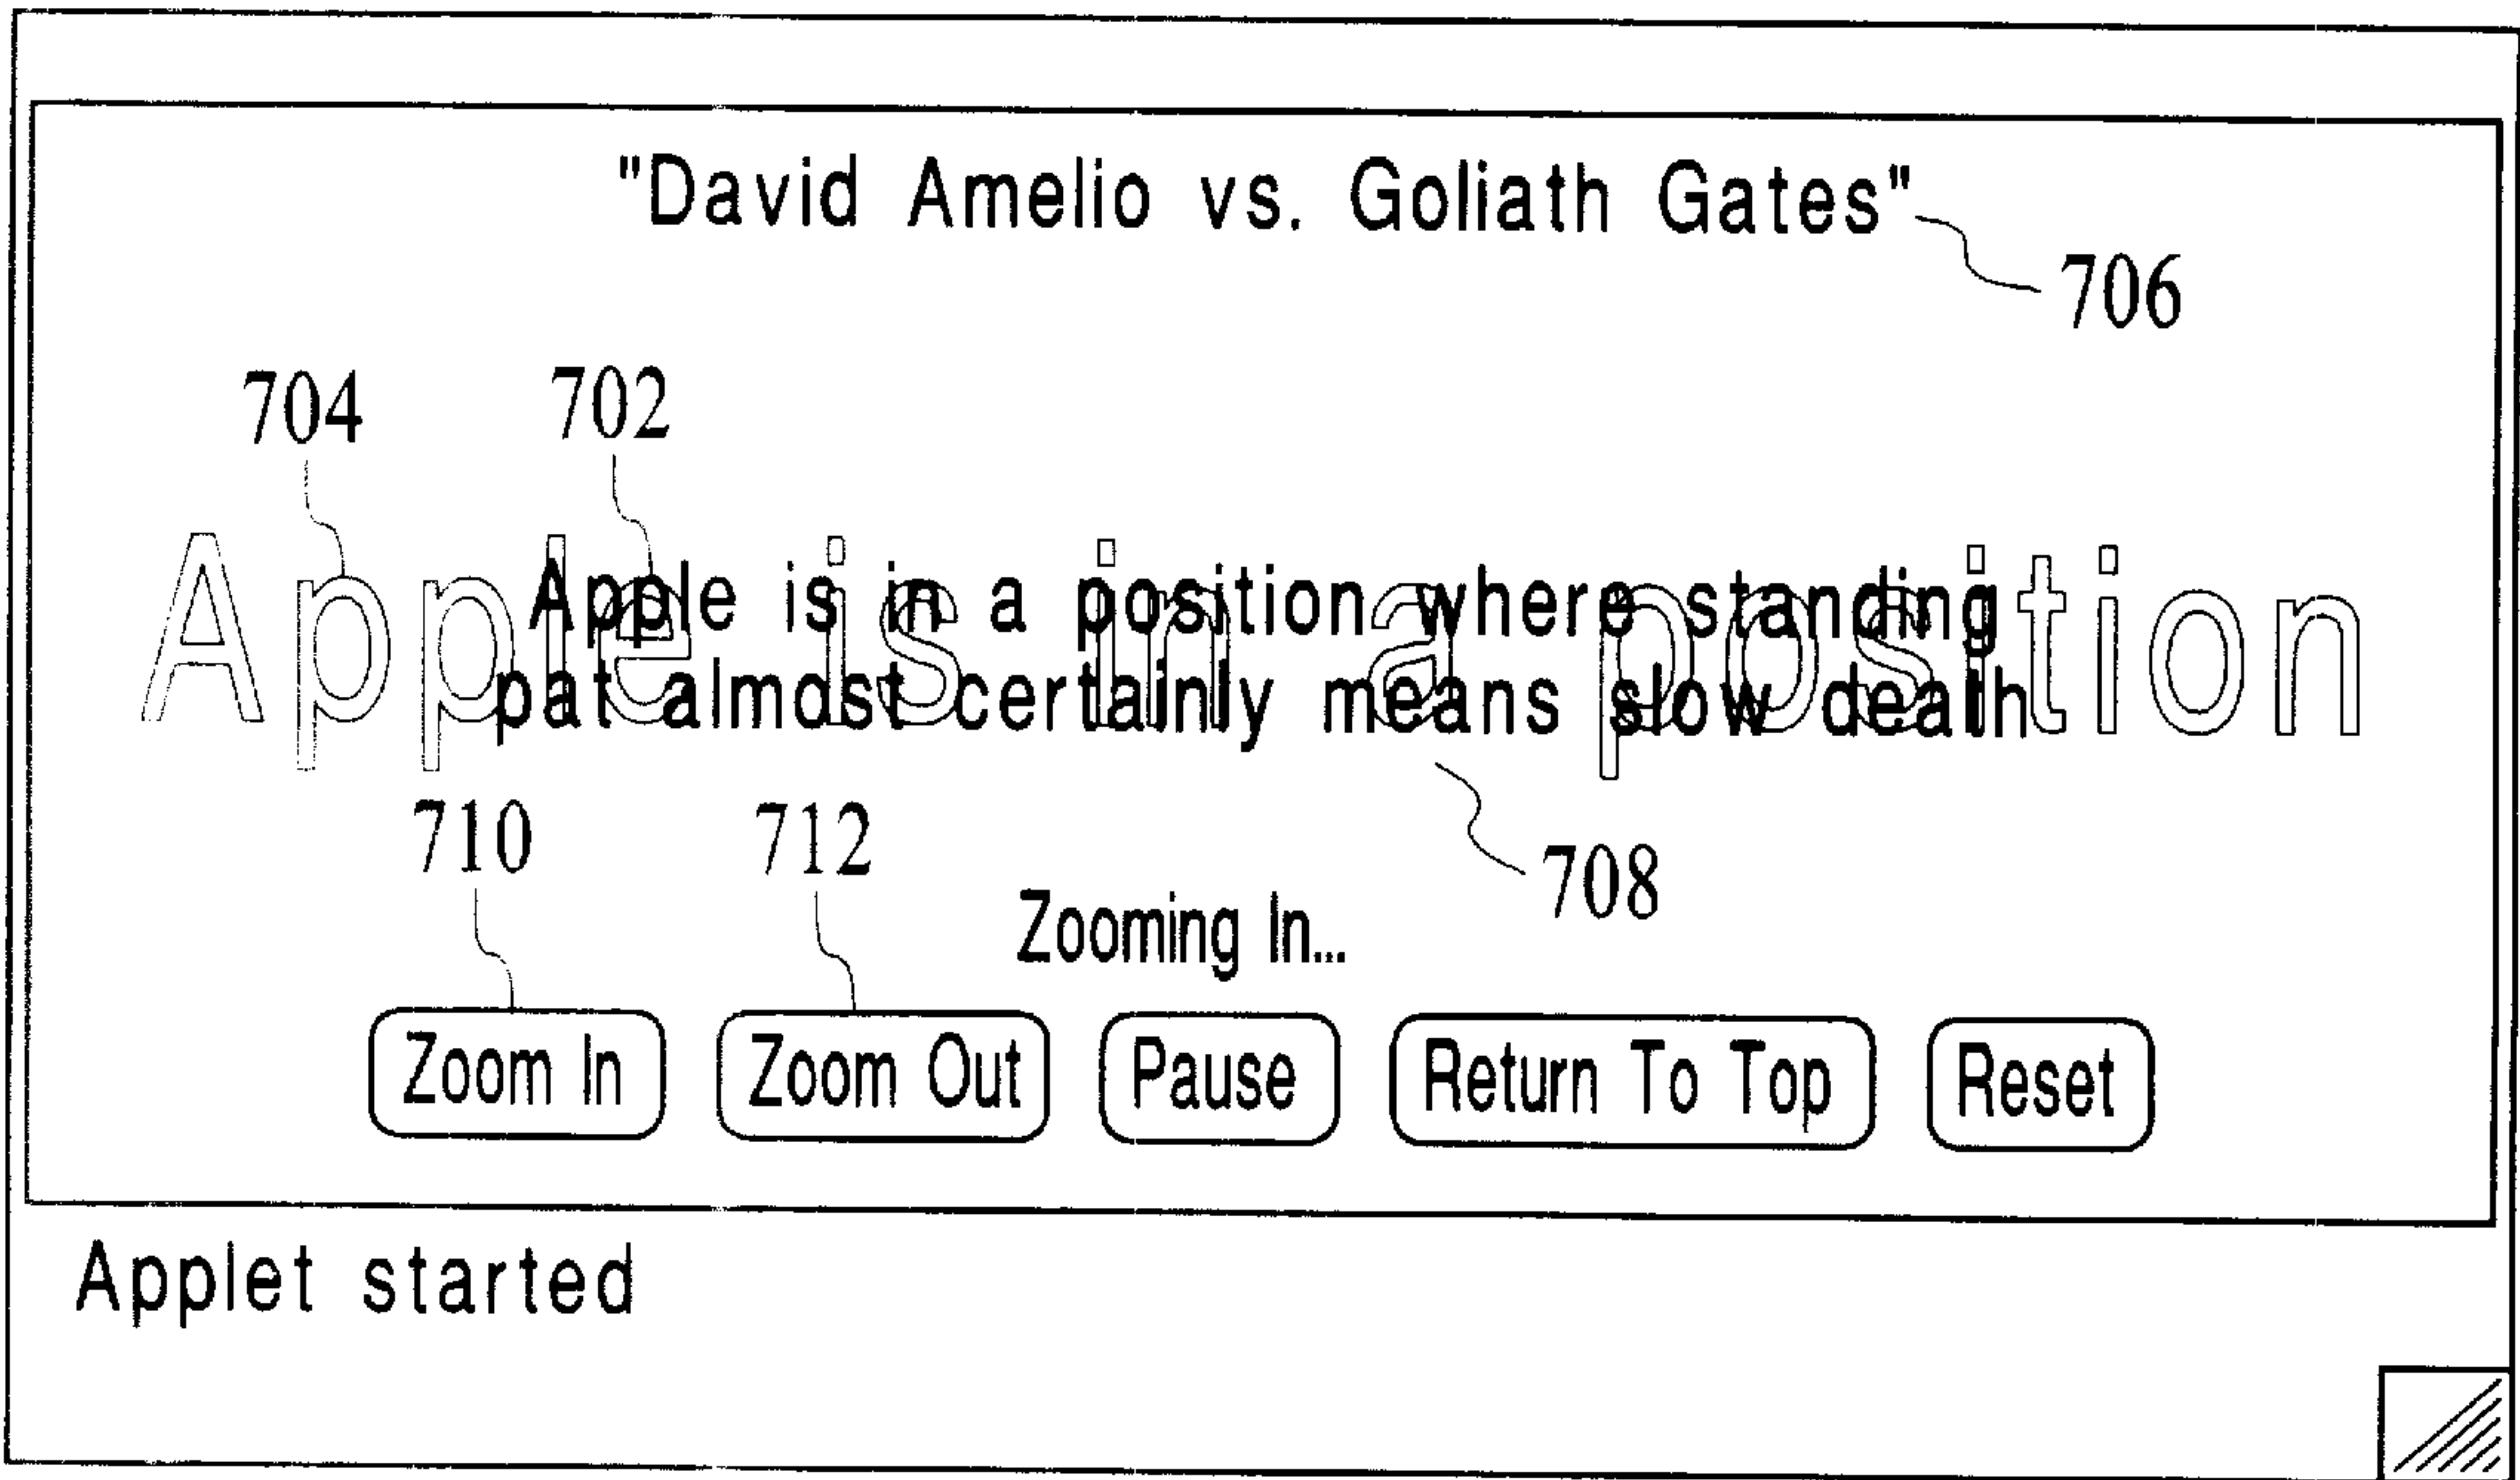 "David Amelio vs. Goliath Gates"
706
704 702
Apple is in a position
Apple is in a position where standing
pat almost certainly means slow death
710 712
708
Zooming In...
Zoom In Zoom Out Pause Return To Top Reset
Applet started